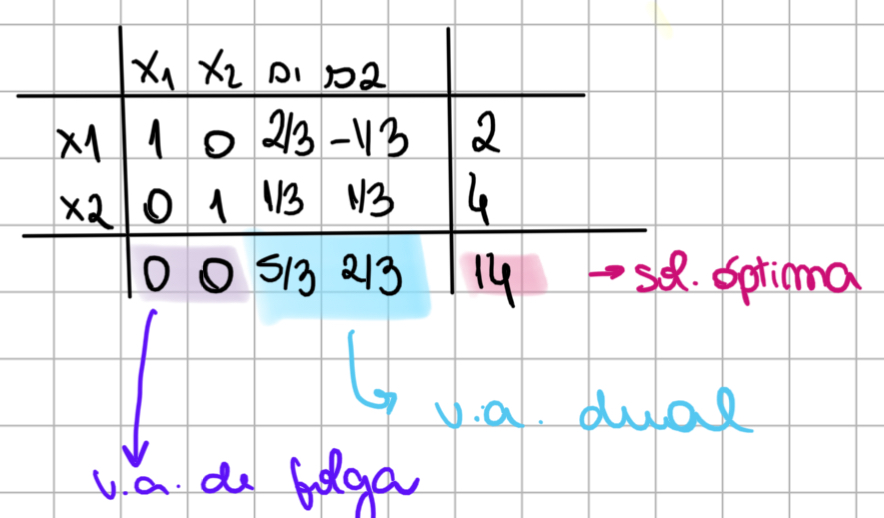 x1 x2 s1 s2
x1 1 0 2/3 -1/3 2
x2 0 1 1/3 1/3 4
0 0 5/3 2/3 14 → sol. óptima
v.a. dual
v.a. de folga